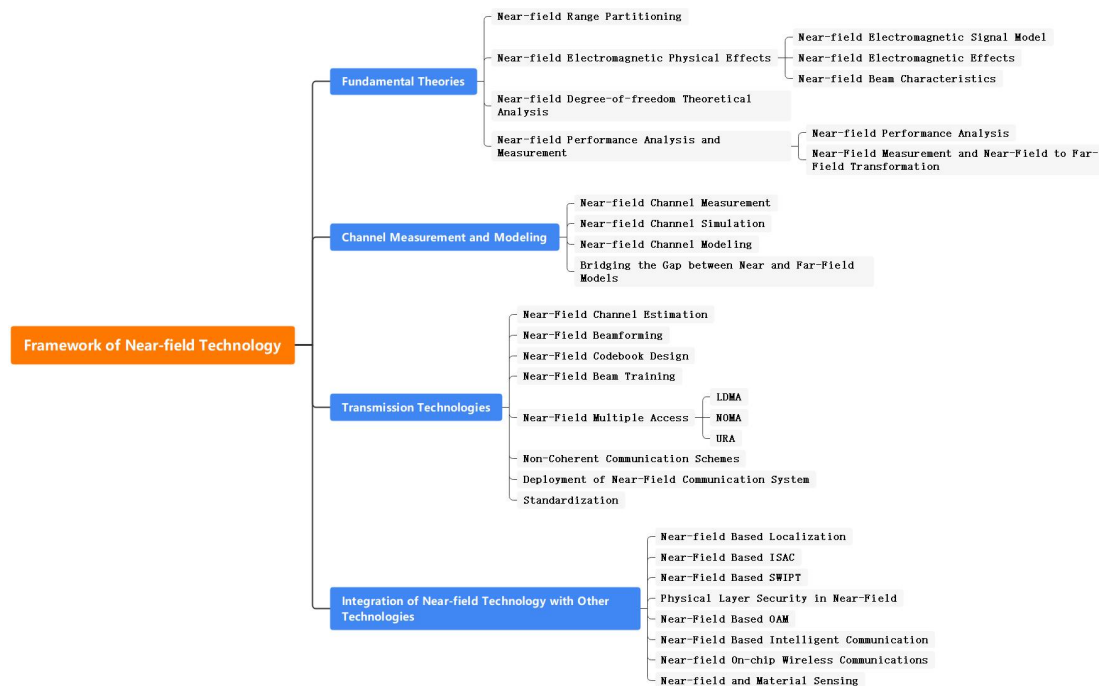 Framework of Near-field Technology
Fundamental Theories
Near-field Range Partitioning
Near-field Electromagnetic Physical Effects
Near-field Electromagnetic Signal Model
Near-field Electromagnetic Effects
Near-field Beam Characteristics
Near-field Degree-of-freedom Theoretical
Analysis
Near-field Performance Analysis and
Measurement
Near-field Performance Analysis
Near-Field Measurement and Near-Field to Far-
Field Transformation
Channel Measurement and Modeling
Near-field Channel Measurement
Near-field Channel Simulation
Near-field Channel Modeling
Bridging the Gap between Near and Far-Field
Models
Transmission Technologies
Near-Field Channel Estimation
Near-Field Beamforming
Near-Field Codebook Design
Near-Field Beam Training
Near-Field Multiple Access
LDMA
NOMA
URA
Non-Coherent Communication Schemes
Deployment of Near-Field Communication System
Standardization
Integration of Near-field Technology with Other
Technologies
Near-field Based Localization
Near-Field Based ISAC
Near-Field Based SWIPT
Physical Layer Security in Near-Field
Near-Field Based OAM
Near-Field Based Intelligent Communication
Near-field On-chip Wireless Communications
Near-field and Material Sensing